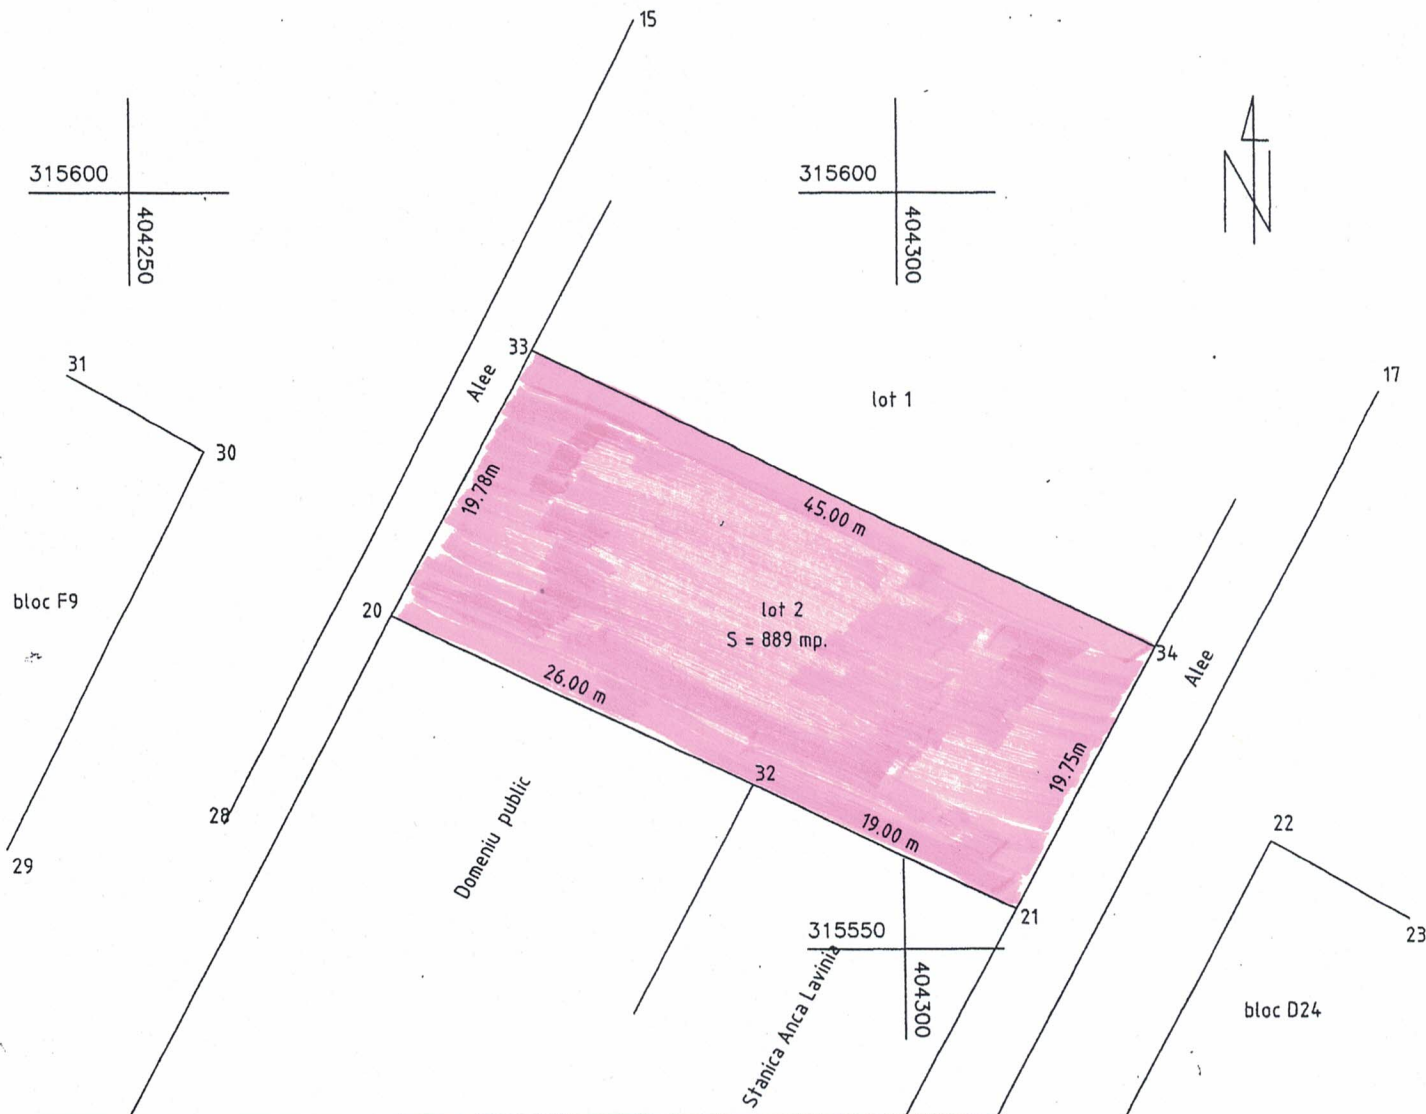 15
315600
404250
315600
404300
N
33
31
Alee
17
lot 1
30
19.78m
45.00 m
bloc F9
20
lot 2
S = 889 mp.
34
Alee
26.00 m
32
19.75m
28
19.00 m
22
29
Domeniu public
21
23
315550
404300
Stanica Anca Lavinia
bloc D24